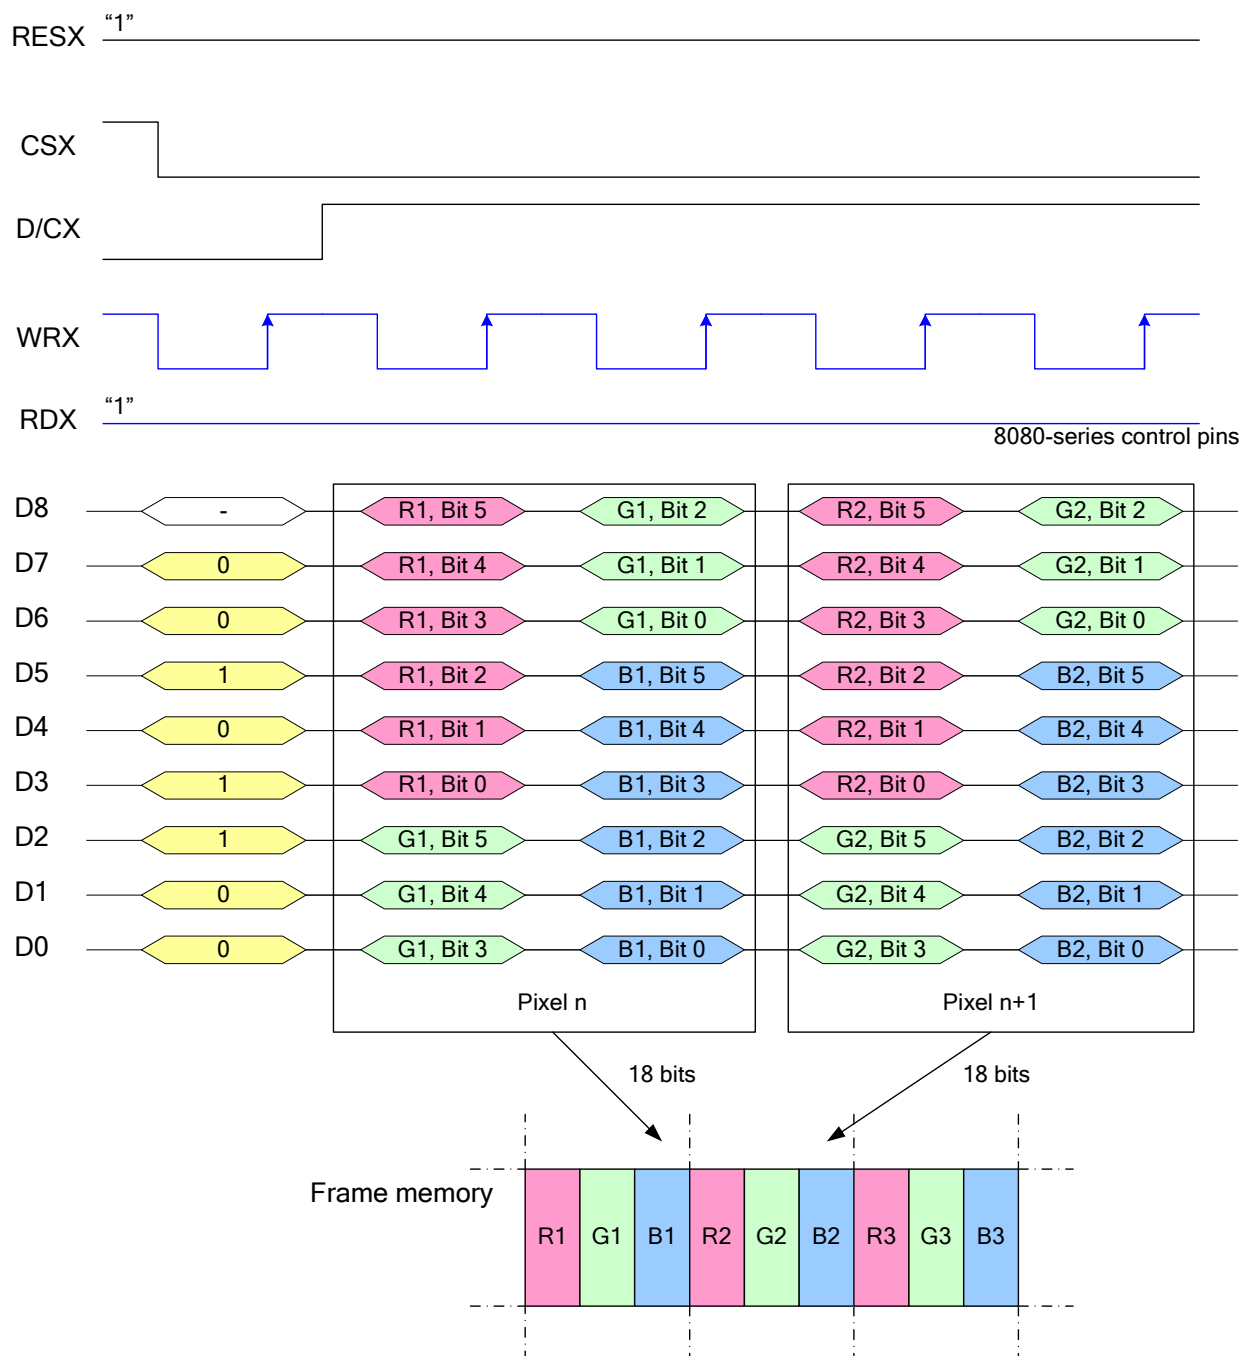 RESX "1"
CSX
D/CX
WRX
RDX "1"
8080-series control pins
D8 - R1, Bit 5 G1, Bit 2 R2, Bit 5 G2, Bit 2
D7 0 R1, Bit 4 G1, Bit 1 R2, Bit 4 G2, Bit 1
D6 0 R1, Bit 3 G1, Bit 0 R2, Bit 3 G2, Bit 0
D5 1 R1, Bit 2 B1, Bit 5 R2, Bit 2 B2, Bit 5
D4 0 R1, Bit 1 B1, Bit 4 R2, Bit 1 B2, Bit 4
D3 1 R1, Bit 0 B1, Bit 3 R2, Bit 0 B2, Bit 3
D2 1 G1, Bit 5 B1, Bit 2 G2, Bit 5 B2, Bit 2
D1 0 G1, Bit 4 B1, Bit 1 G2, Bit 4 B2, Bit 1
D0 0 G1, Bit 3 B1, Bit 0 G2, Bit 3 B2, Bit 0
Pixel n Pixel n+1
18 bits 18 bits
Frame memory
R1 G1 B1 R2 G2 B2 R3 G3 B3